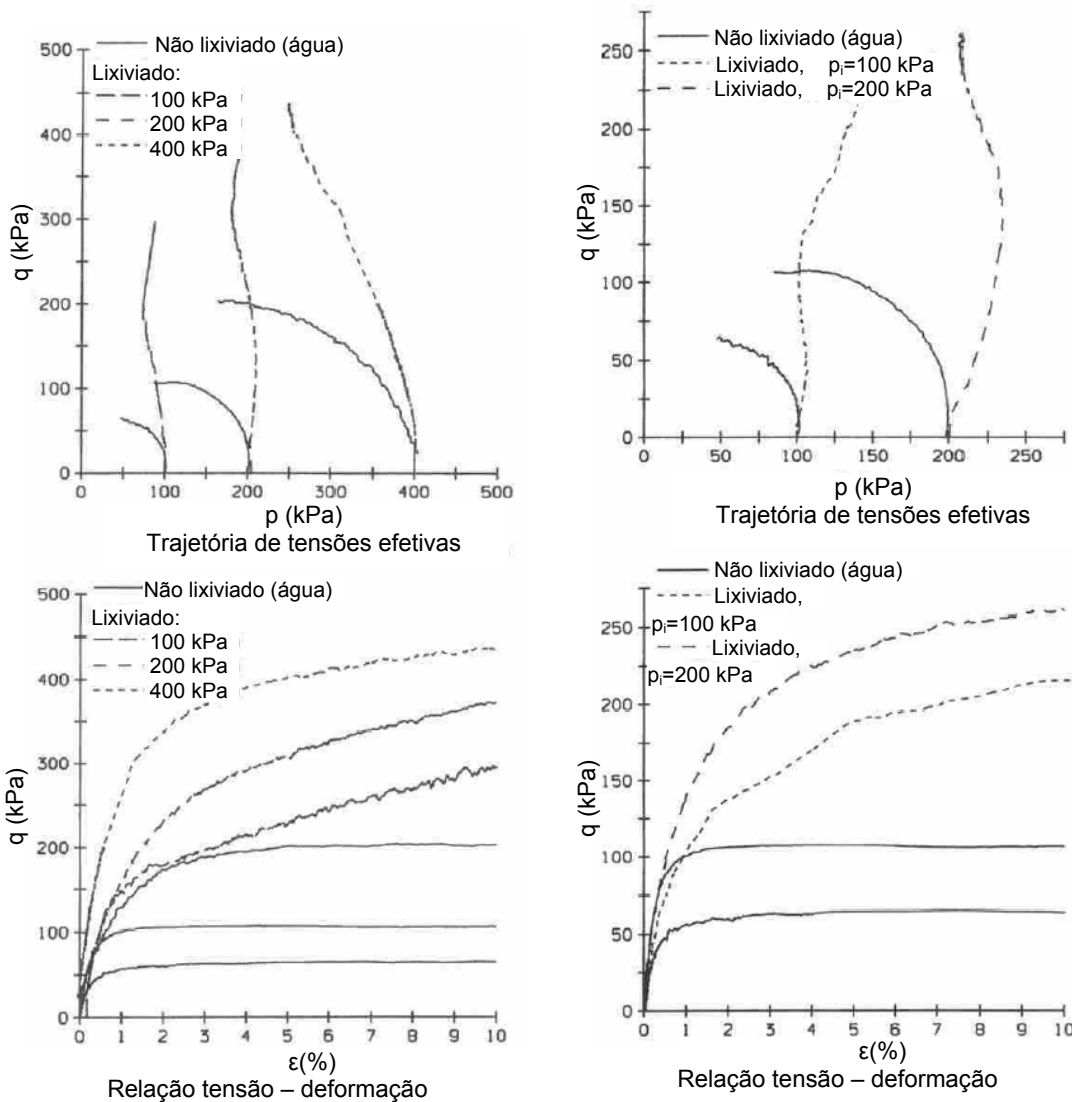 500
400
300
200
100
0
q (kPa)
Não lixiviado (água)
Lixiviado:
100 kPa
200 kPa
400 kPa
0 100 200 300 400 500
p (kPa)
Trajetória de tensões efetivas
250
200
150
100
50
0
q (kPa)
Não lixiviado (água)
Lixiviado, pi=100 kPa
Lixiviado, pi=200 kPa
0 50 100 150 200 250
p (kPa)
Trajetória de tensões efetivas
500
400
300
200
100
0
q (kPa)
Não lixiviado (água)
Lixiviado:
100 kPa
200 kPa
400 kPa
0 1 2 3 4 5 6 7 8 9 10
ε(%)
Relação tensão – deformação
250
200
150
100
50
0
q (kPa)
Não lixiviado (água)
Lixiviado,
pi=100 kPa
Lixiviado,
pi=200 kPa
0 1 2 3 4 5 6 7 8 9 10
ε(%)
Relação tensão – deformação